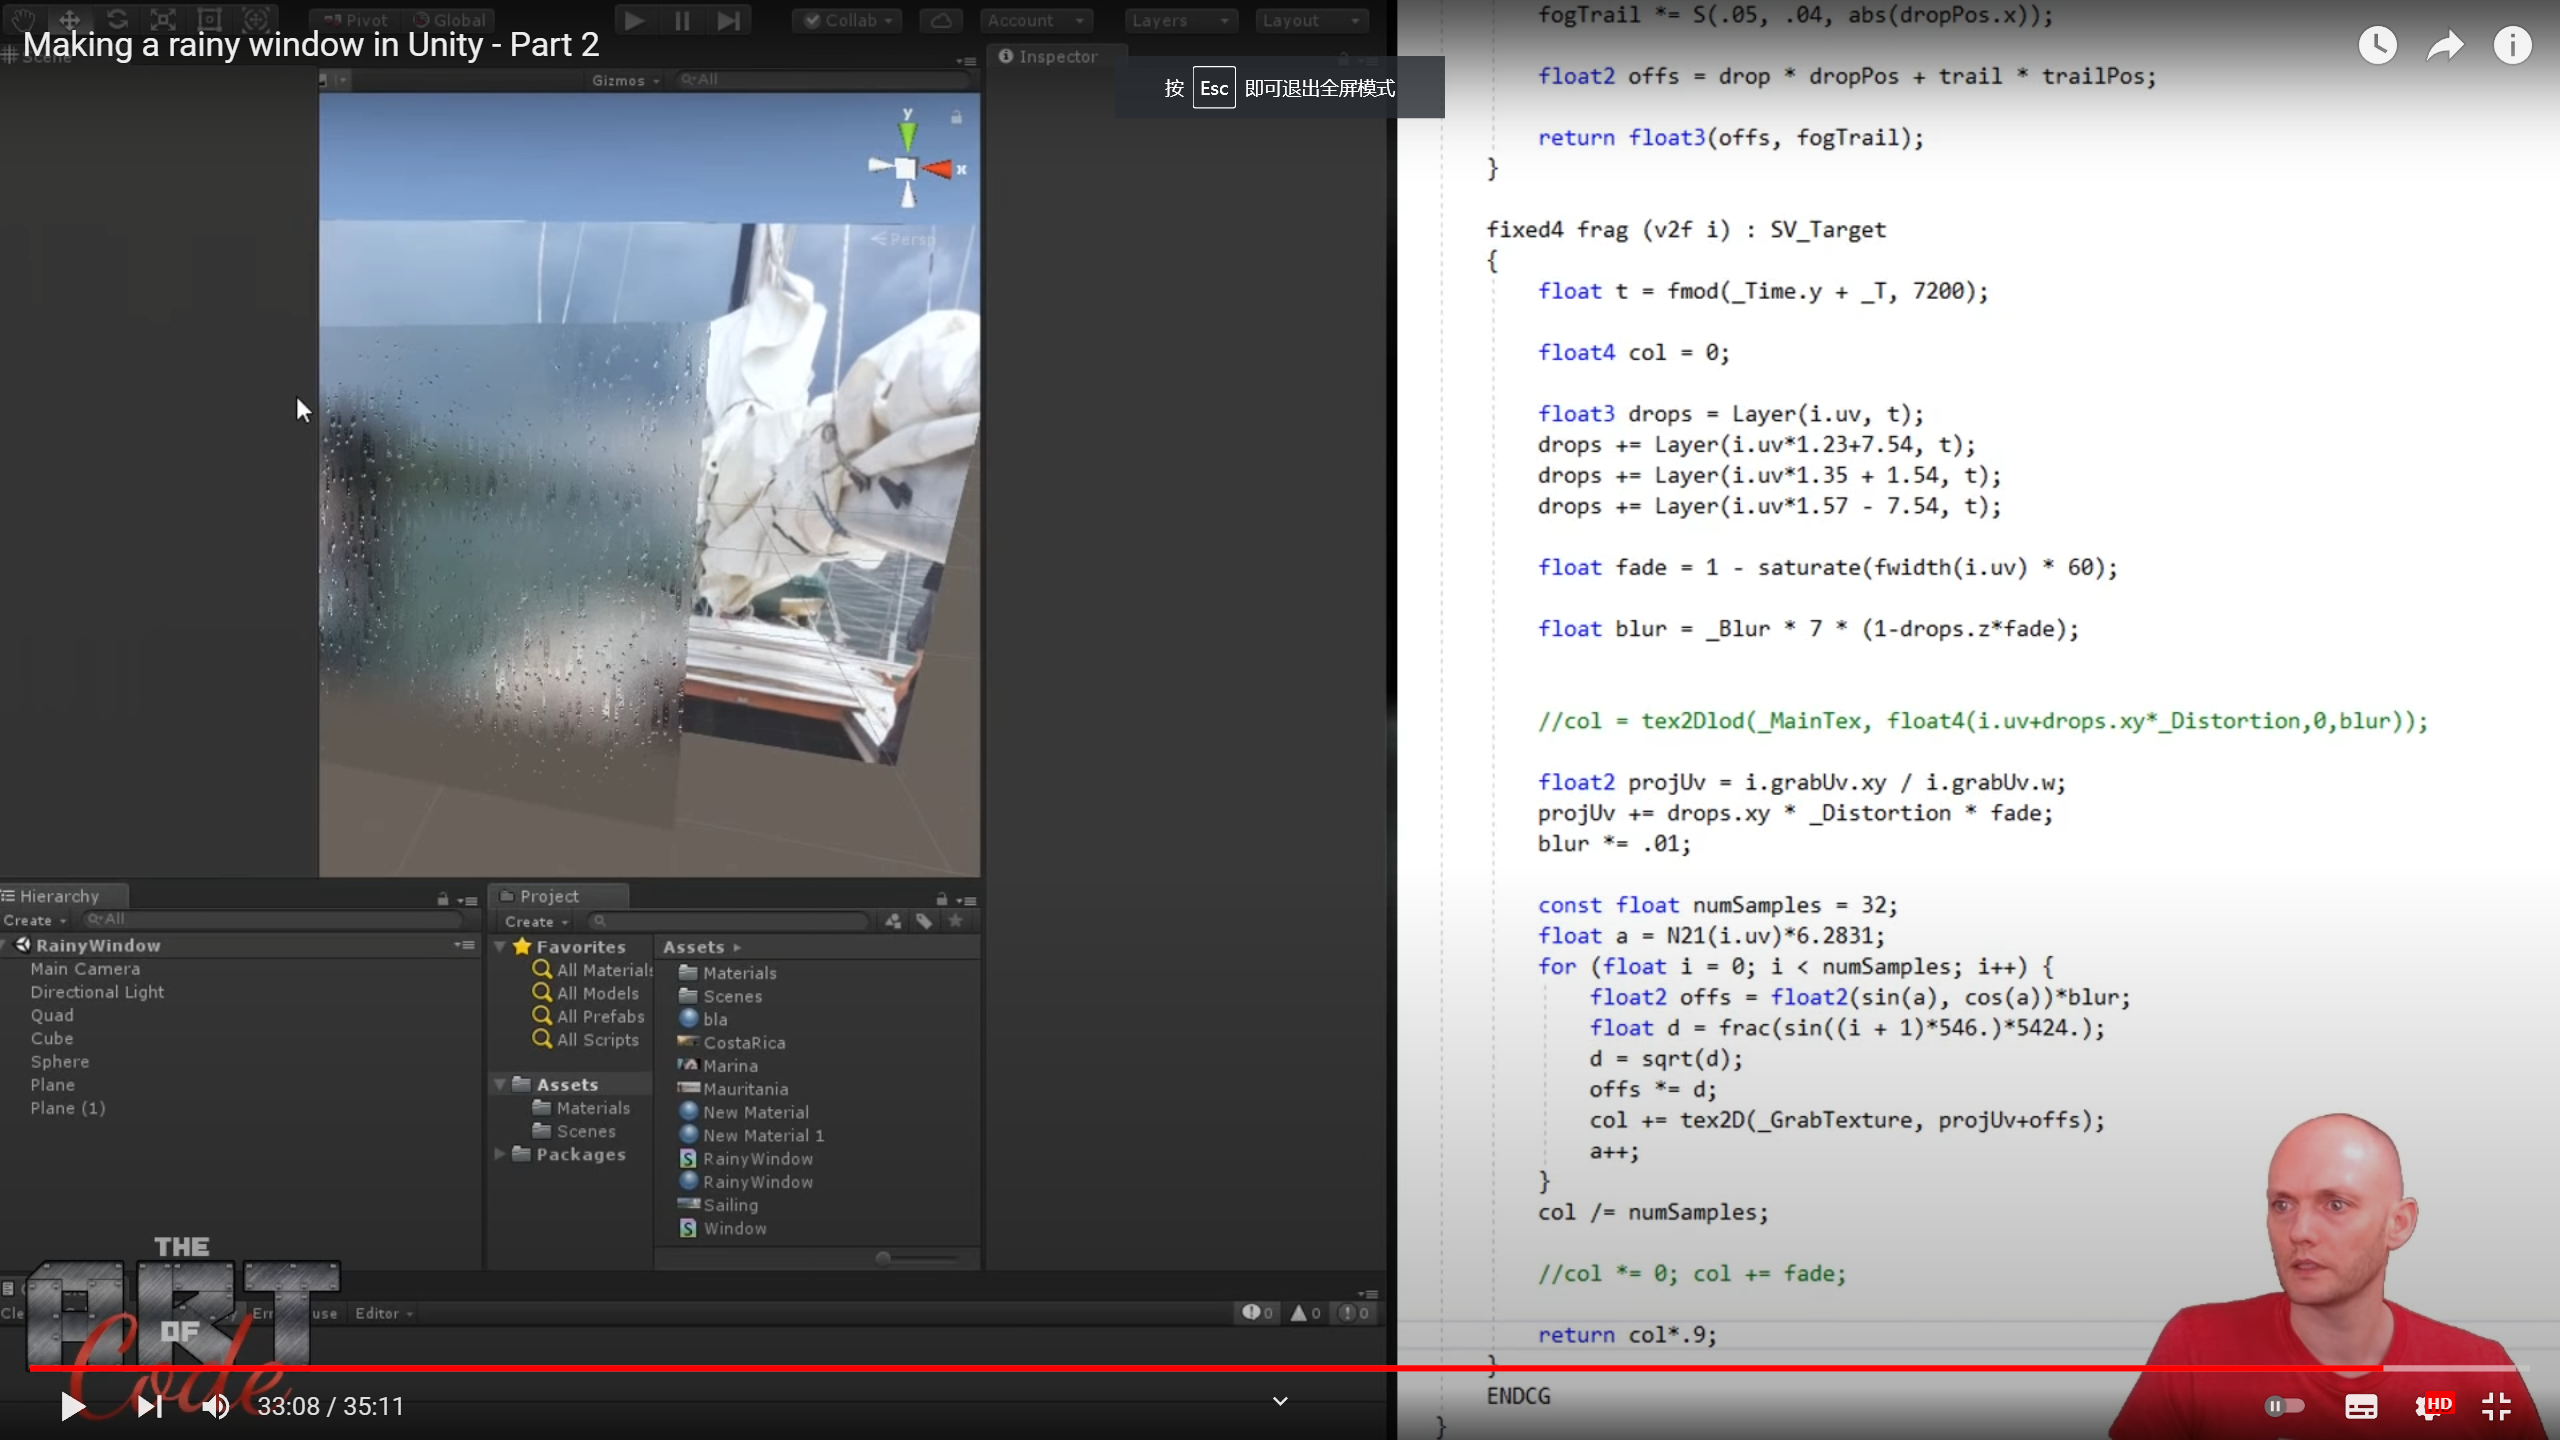 Pivot
Global
Collab
Account
Layers
Layout
Making a rainy window in Unity - Part 2
Scene
Inspector
Gizmos
All
按 Esc 即可退出全屏模式
y
x
Persp
fogTrail *= S(.05, .04, abs(dropPos.x));
float2 offs = drop * dropPos + trail * trailPos;
return float3(offs, fogTrail);
}
fixed4 frag (v2f i) : SV_Target
{
float t = fmod(_Time.y + _T, 7200);
float4 col = 0;
float3 drops = Layer(i.uv, t);
drops += Layer(i.uv*1.23+7.54, t);
drops += Layer(i.uv*1.35 + 1.54, t);
drops += Layer(i.uv*1.57 - 7.54, t);
float fade = 1 - saturate(fwidth(i.uv) * 60);
float blur = _Blur * 7 * (1-drops.z*fade);
//col = tex2Dlod(_MainTex, float4(i.uv+drops.xy*_Distortion,0,blur));
float2 projUv = i.grabUv.xy / i.grabUv.w;
projUv += drops.xy * _Distortion * fade;
blur *= .01;
const float numSamples = 32;
float a = N21(i.uv)*6.2831;
for (float i = 0; i < numSamples; i++) {
float2 offs = float2(sin(a), cos(a))*blur;
float d = frac(sin((i + 1)*546.)*5424.);
d = sqrt(d);
offs *= d;
col += tex2D(_GrabTexture, projUv+offs);
a++;
}
col /= numSamples;
//col *= 0; col += fade;
return col*.9;
}
ENDCG
}
Hierarchy
Create
All
RainyWindow
Main Camera
Directional Light
Quad
Cube
Sphere
Plane
Plane (1)
Project
Create
Favorites
All Materials
All Models
All Prefabs
All Scripts
Assets
Materials
Scenes
Packages
Assets
Materials
Scenes
bla
CostaRica
Marina
Mauritania
New Material
New Material 1
RainyWindow
RainyWindow
Sailing
Window
THE
ART
OF
Code
Editor
0
0
0
33:08 / 35:11
HD